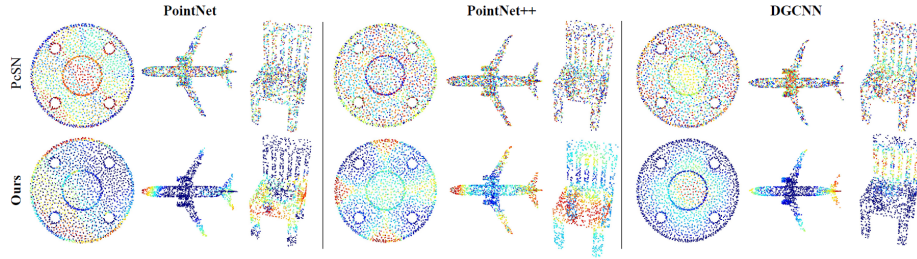 PointNet
PointNet++
DGCNN
PcSN
Ours